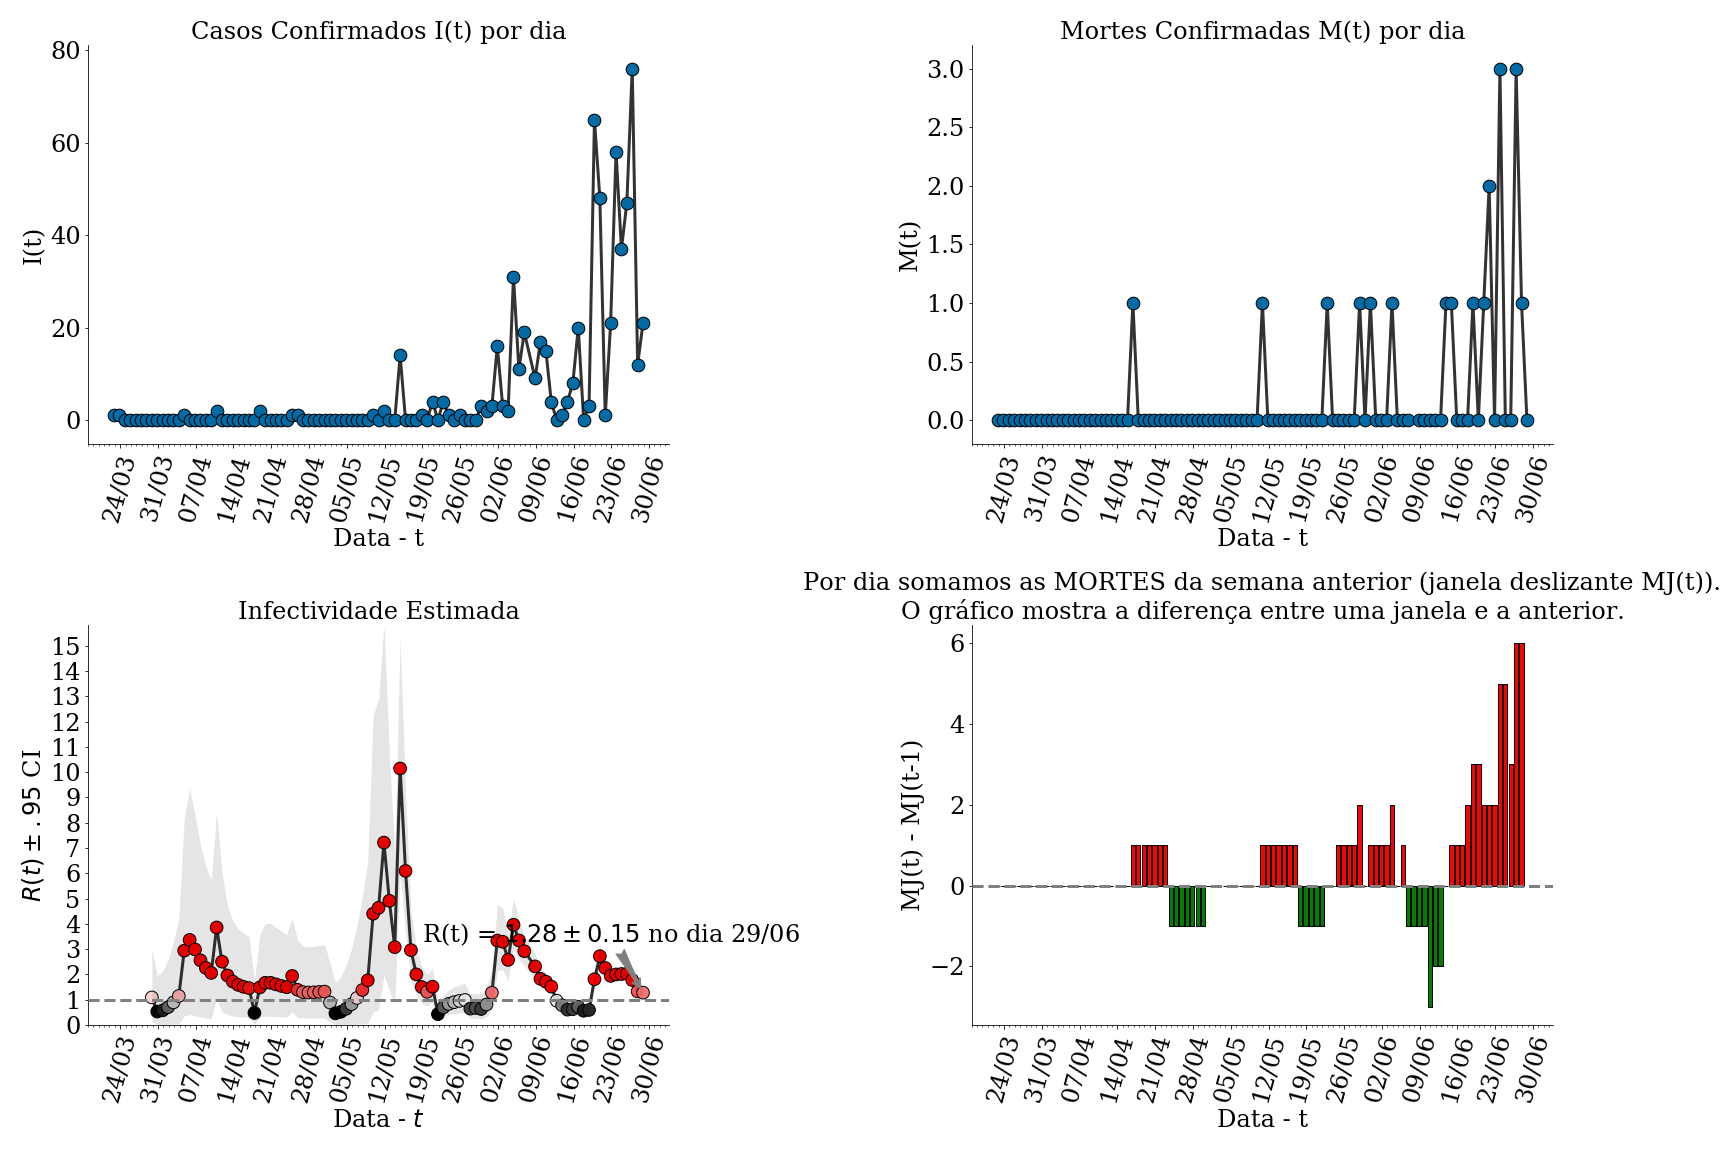 Casos Confirmados I(t) por dia
80
60
40
20
0
I(t)
24/03 31/03 07/04 14/04 21/04 28/04 05/05 12/05 19/05 26/05 02/06 09/06 16/06 23/06 30/06
Data - t
Mortes Confirmadas M(t) por dia
3.0
2.5
2.0
1.5
1.0
0.5
0.0
M(t)
24/03 31/03 07/04 14/04 21/04 28/04 05/05 12/05 19/05 26/05 02/06 09/06 16/06 23/06 30/06
Data - t
Infectividade Estimada
15
14
13
12
11
10
9
8
7
6
5
4
3
2
1
0
R(t) ± .95 CI
R(t) = 1.28 ± 0.15 no dia 29/06
24/03 31/03 07/04 14/04 21/04 28/04 05/05 12/05 19/05 26/05 02/06 09/06 16/06 23/06 30/06
Data - t
Por dia somamos as MORTES da semana anterior (janela deslizante MJ(t)).
O gráfico mostra a diferença entre uma janela e a anterior.
6
4
2
0
−2
MJ(t) - MJ(t-1)
24/03 31/03 07/04 14/04 21/04 28/04 05/05 12/05 19/05 26/05 02/06 09/06 16/06 23/06 30/06
Data - t